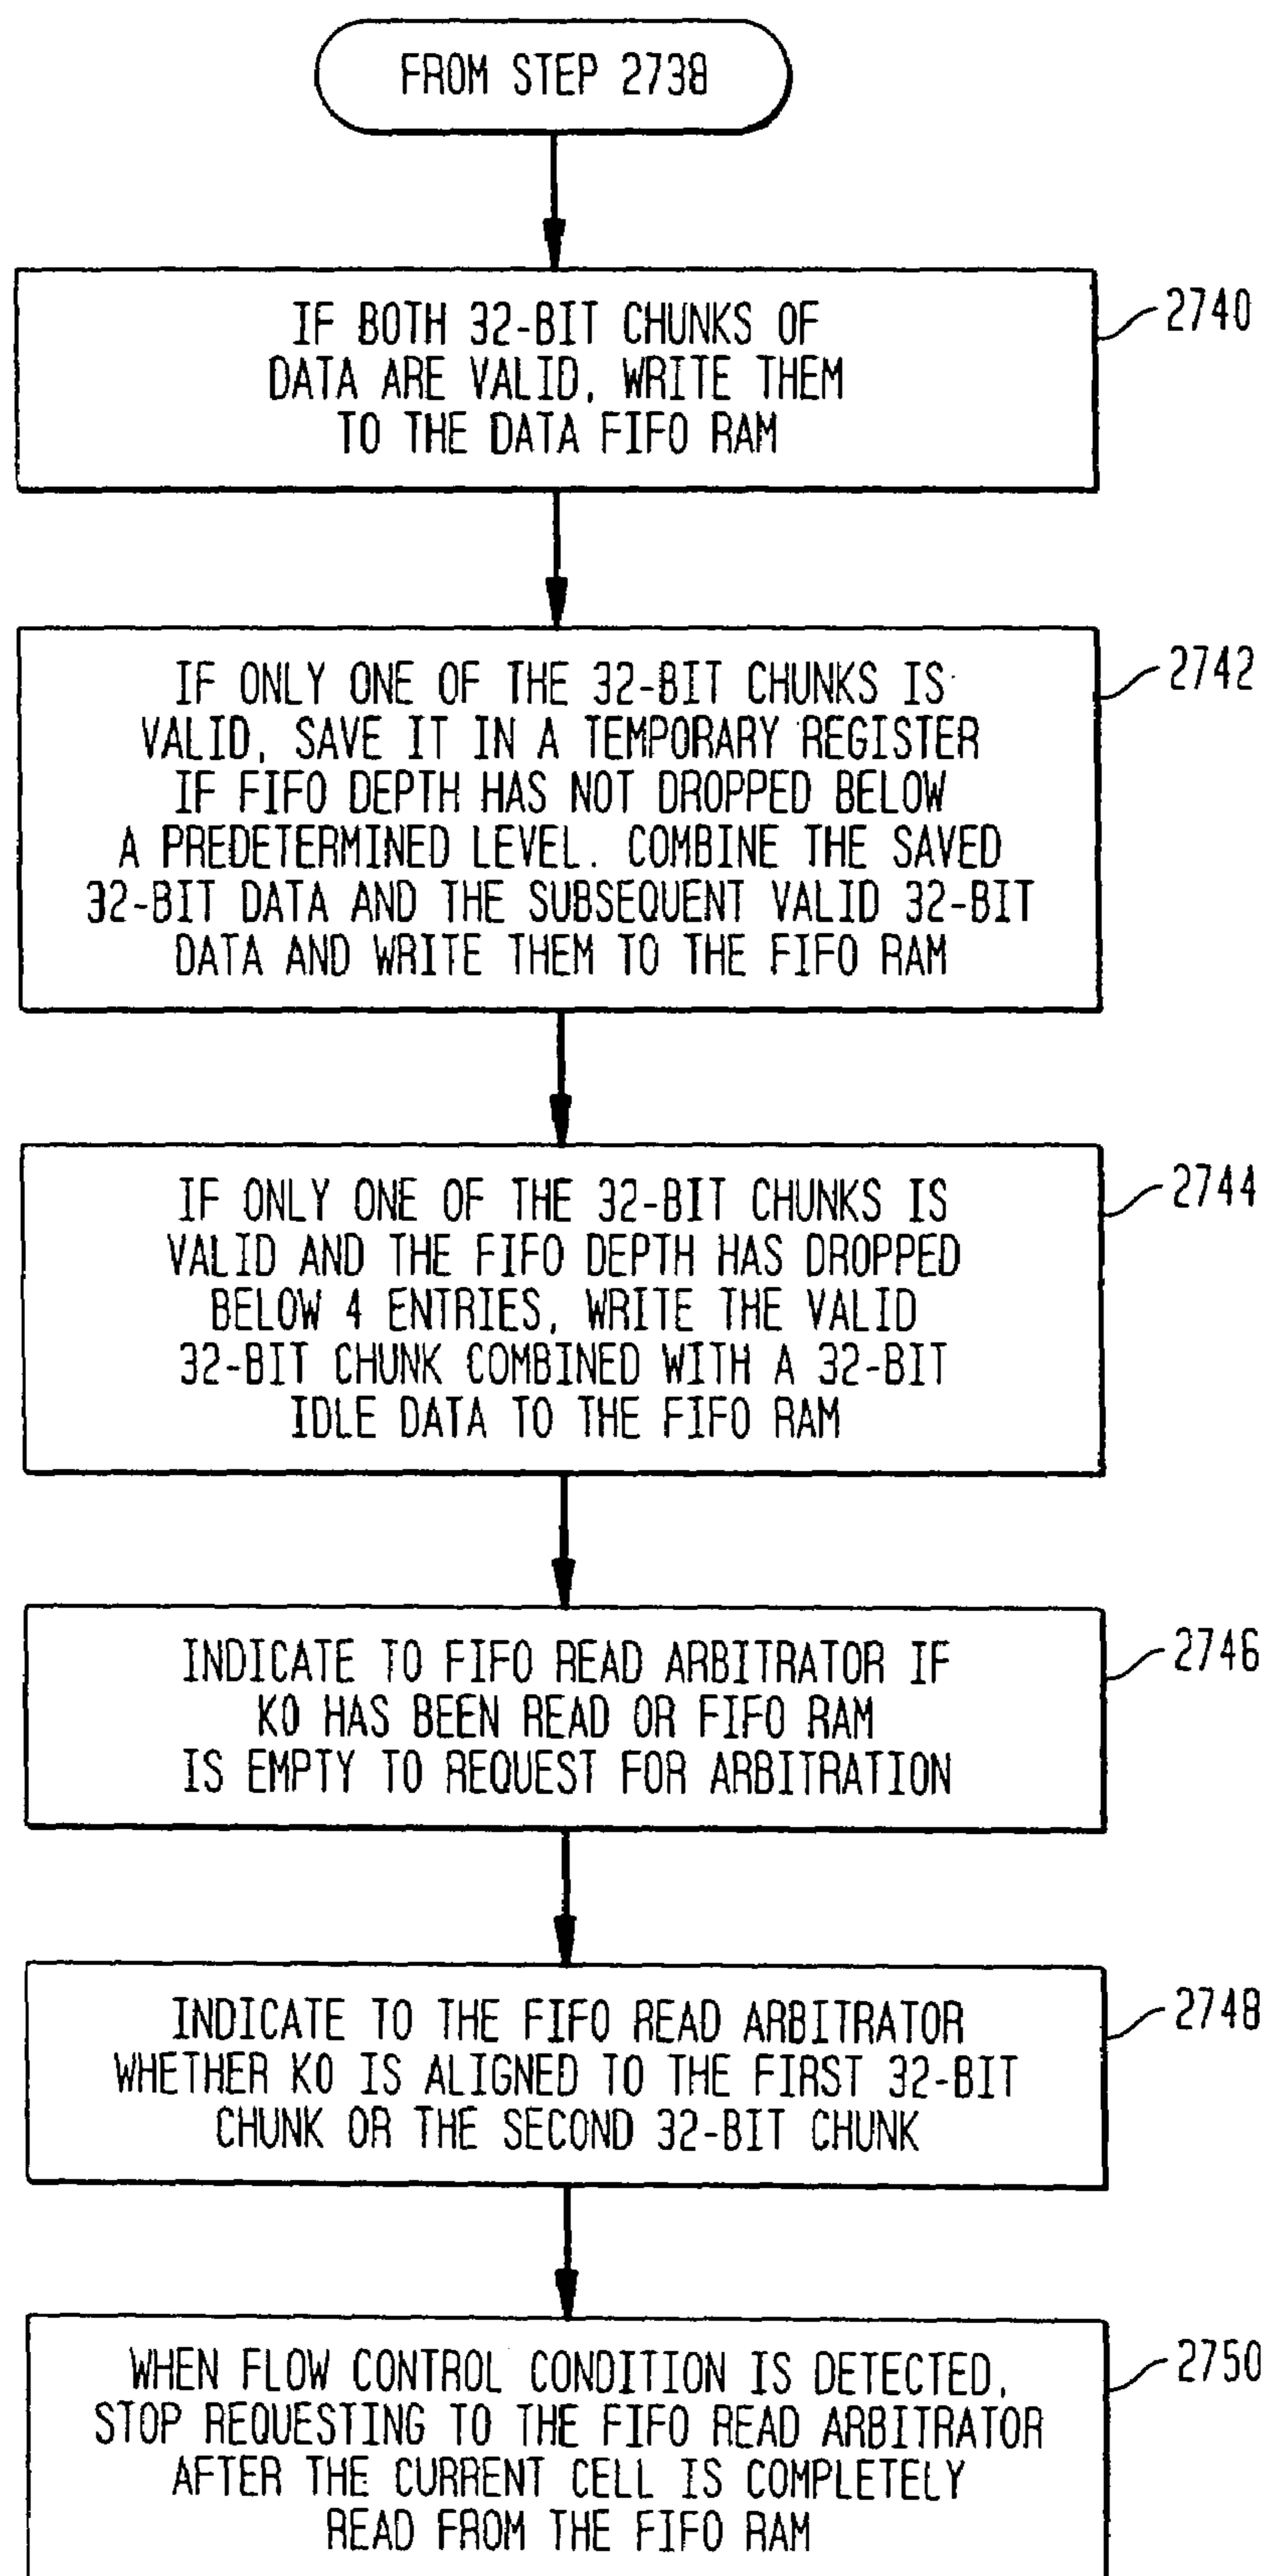 FROM STEP 2738
IF BOTH 32-BIT CHUNKS OF
DATA ARE VALID, WRITE THEM
TO THE DATA FIFO RAM
2740
IF ONLY ONE OF THE 32-BIT CHUNKS IS
VALID, SAVE IT IN A TEMPORARY REGISTER
IF FIFO DEPTH HAS NOT DROPPED BELOW
A PREDETERMINED LEVEL. COMBINE THE SAVED
32-BIT DATA AND THE SUBSEQUENT VALID 32-BIT
DATA AND WRITE THEM TO THE FIFO RAM
2742
IF ONLY ONE OF THE 32-BIT CHUNKS IS
VALID AND THE FIFO DEPTH HAS DROPPED
BELOW 4 ENTRIES, WRITE THE VALID
32-BIT CHUNK COMBINED WITH A 32-BIT
IDLE DATA TO THE FIFO RAM
2744
INDICATE TO FIFO READ ARBITRATOR IF
K0 HAS BEEN READ OR FIFO RAM
IS EMPTY TO REQUEST FOR ARBITRATION
2746
INDICATE TO THE FIFO READ ARBITRATOR
WHETHER K0 IS ALIGNED TO THE FIRST 32-BIT
CHUNK OR THE SECOND 32-BIT CHUNK
2748
WHEN FLOW CONTROL CONDITION IS DETECTED,
STOP REQUESTING TO THE FIFO READ ARBITRATOR
AFTER THE CURRENT CELL IS COMPLETELY
READ FROM THE FIFO RAM
2750